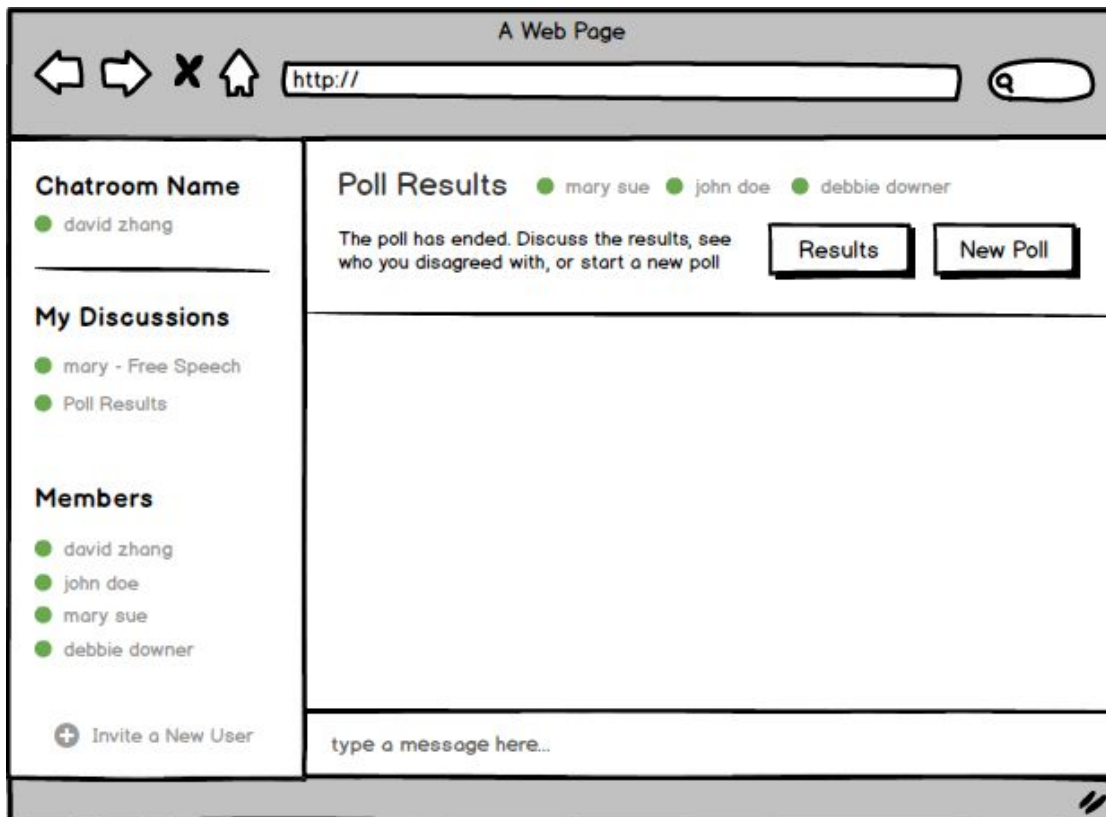 A Web Page
http://
Chatroom Name
david zhang
My Discussions
mary - Free Speech
Poll Results
Members
david zhang
john doe
mary sue
debbie downer
Invite a New User
Poll Results
mary sue
john doe
debbie downer
The poll has ended. Discuss the results, see
who you disagreed with, or start a new poll
Results
New Poll
type a message here...